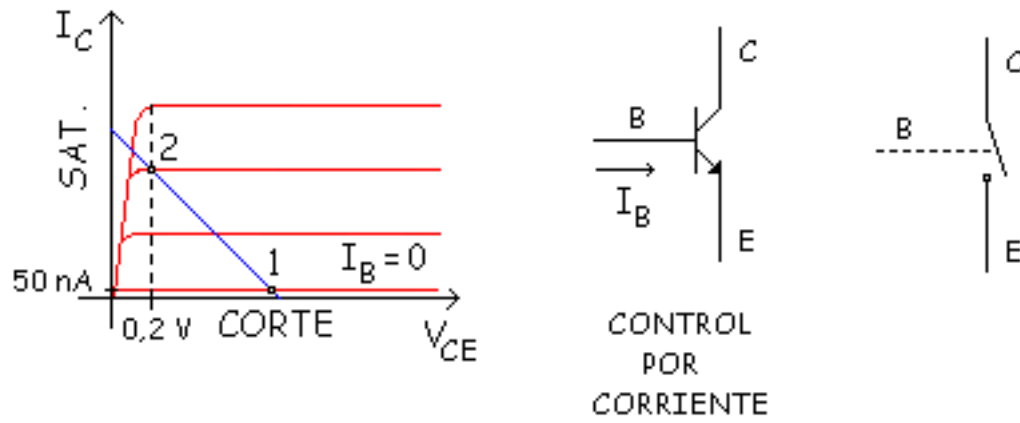 I_C
SAT.
2
1
I_B = 0
50 nA
0,2 V
CORTE
V_CE
C
B
I_B
E
CONTROL
POR
CORRIENTE
C
B
E